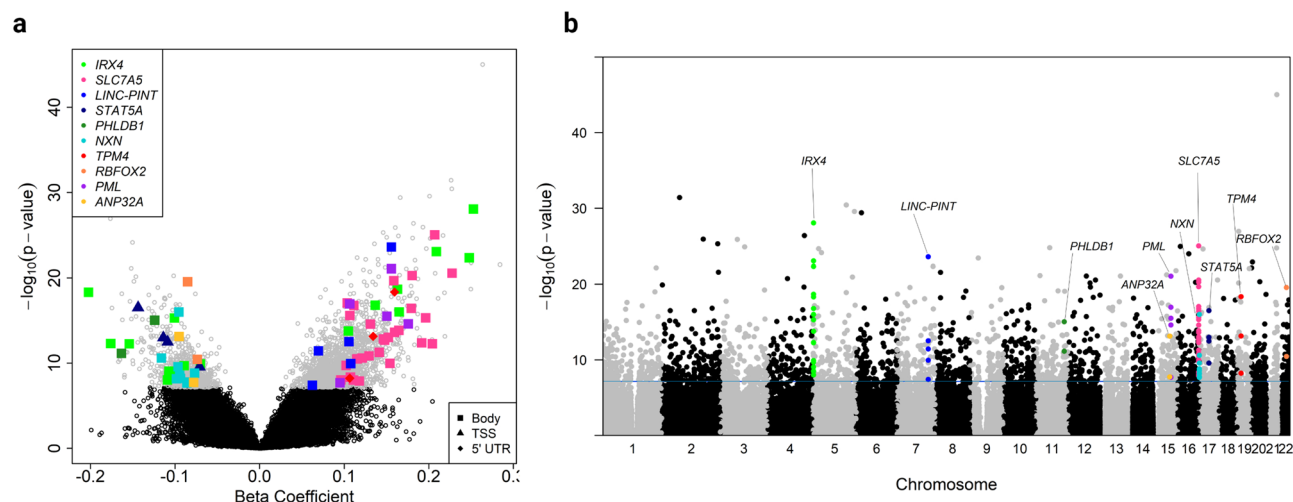 a
IRX4
SLC7A5
LINC-PINT
STAT5A
PHLDB1
NXN
TPM4
RBFOX2
PML
ANP32A
Body
TSS
5' UTR
0
10
20
30
40
−log10(p − value)
-0.2
-0.1
0.0
0.1
0.2
Beta Coefficient
b
IRX4
SLC7A5
LINC-PINT
TPM4
NXN
PHLDB1
PML
RBFOX2
STAT5A
ANP32A
40
30
20
10
−log10(p − value)
1 2 3 4 5 6 7 8 9 10 11 12 13 14 15 16 17 18 19 20 21 22
Chromosome